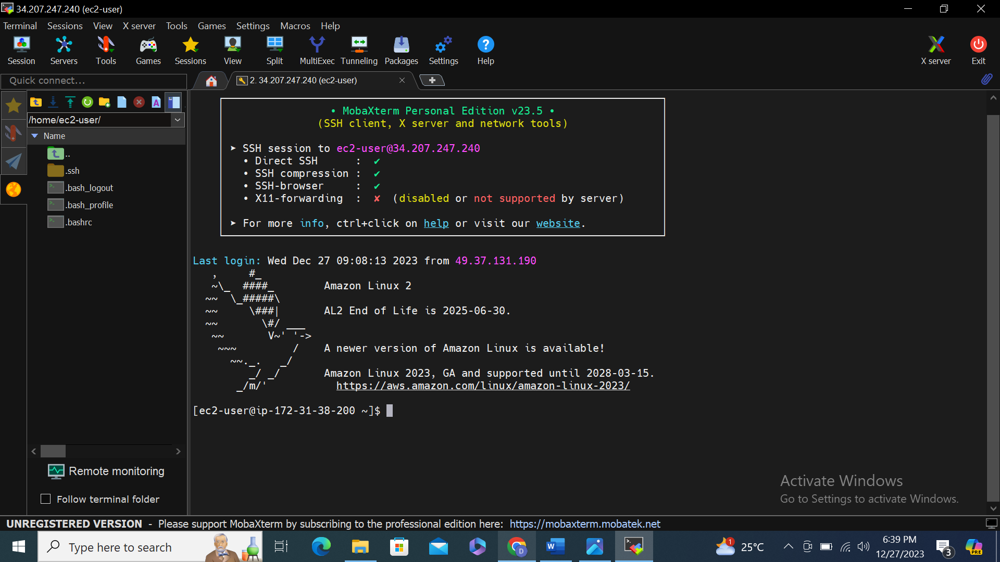 34.207.247.240 (ec2-user)
Terminal Sessions View X server Tools Games Settings Macros Help
Session Servers Tools Games Sessions View Split MultiExec Tunneling Packages Settings Help X server Exit
Quick connect...
2. 34.207.247.240 (ec2-user)
/home/ec2-user/
Name
..
.ssh
.bash_logout
.bash_profile
.bashrc
Remote monitoring
Follow terminal folder
• MobaXterm Personal Edition v23.5 •
(SSH client, X server and network tools)
➤ SSH session to ec2-user@34.207.247.240
• Direct SSH : ✔
• SSH compression : ✔
• SSH-browser : ✔
• X11-forwarding : ✘ (disabled or not supported by server)
➤ For more info, ctrl+click on help or visit our website.
Last login: Wed Dec 27 09:08:13 2023 from 49.37.131.190
   ,     #_
   ~\_  ####_        Amazon Linux 2
  ~~  \_#####\
  ~~     \###|       AL2 End of Life is 2025-06-30.
  ~~       \#/ ___
   ~~       V~' '->
    ~~~         /    A newer version of Amazon Linux is available!
      ~~._.   _/
         _/ _/       Amazon Linux 2023, GA and supported until 2028-03-15.
       _/m/'           https://aws.amazon.com/linux/amazon-linux-2023/
[ec2-user@ip-172-31-38-200 ~]$
Activate Windows
Go to Settings to activate Windows.
UNREGISTERED VERSION - Please support MobaXterm by subscribing to the professional edition here: https://mobaxterm.mobatek.net
Type here to search
D
W
1
25°C
6:39 PM
12/27/2023
3
PRE